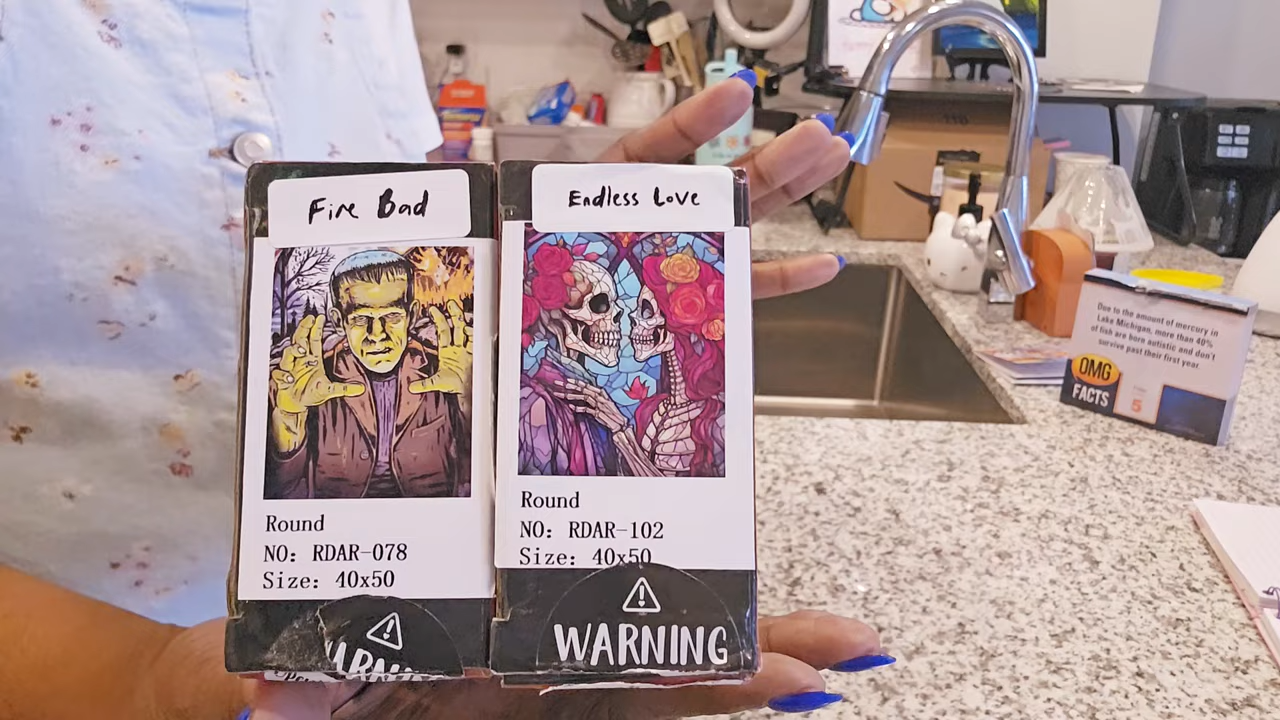 Fire Bad
Round
NO: RDAR-078
Size: 40x50
Endless Love
Round
NO: RDAR-102
Size: 40x50
WARNING
WARNING
Due to the amount of mercury in
Lake Michigan, more than 40%
of fish are born autistic and don't
survive past their first year.
OMG
FACTS
5